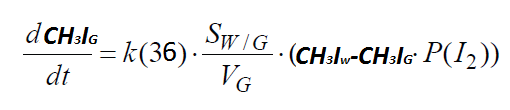 dCH₃I_G/dt = k(36) · S_W/G / V_G · (CH₃I_W-CH₃I_G· P(I₂))